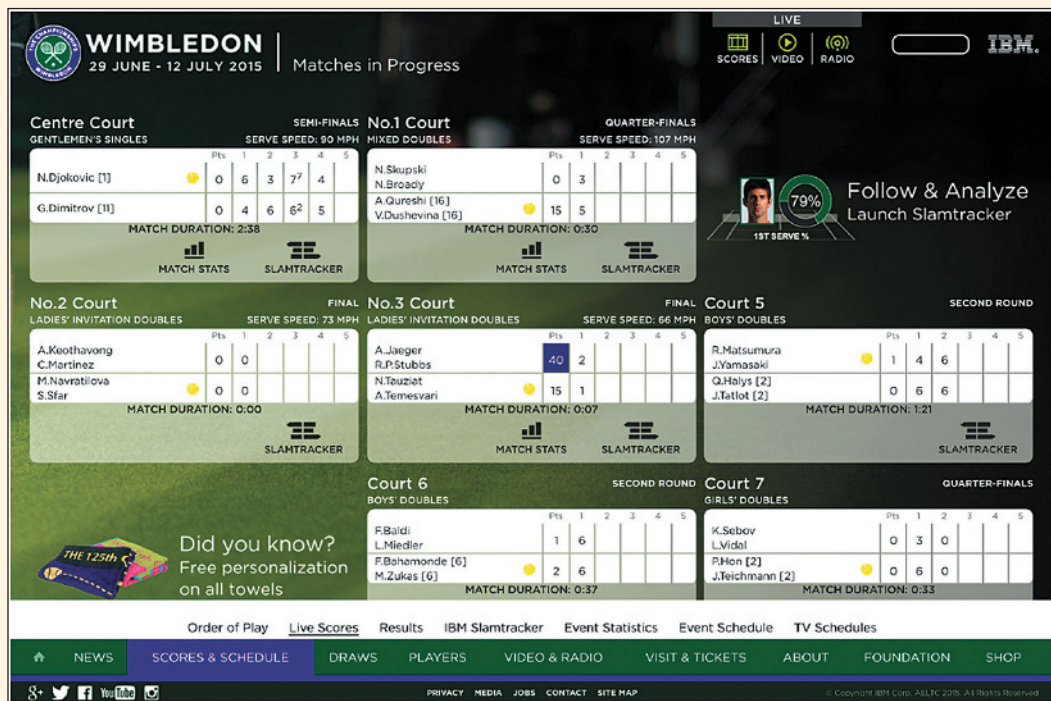 THE CHAMPIONSHIPS
WIMBLEDON
WIMBLEDON
29 JUNE - 12 JULY 2015
Matches in Progress
LIVE
SCORES VIDEO RADIO
IBM.
Centre Court SEMI-FINALS
GENTLEMEN'S SINGLES SERVE SPEED: 90 MPH
Pts 1 2 3 4 5
N.Djokovic [1] 0 6 3 7⁷ 4
G.Dimitrov [11] 0 4 6 6² 5
MATCH DURATION: 2:38
MATCH STATS SLAMTRACKER
No.1 Court QUARTER-FINALS
MIXED DOUBLES SERVE SPEED: 107 MPH
Pts 1 2 3 4 5
N.Skupski
N.Broady 0 3
A.Qureshi [16]
V.Dushevina [16] 15 5
MATCH DURATION: 0:30
MATCH STATS SLAMTRACKER
79%
1ST SERVE %
Follow & Analyze
Launch Slamtracker
No.2 Court FINAL
LADIES' INVITATION DOUBLES SERVE SPEED: 73 MPH
Pts 1 2 3 4 5
A.Keothavong
C.Martinez 0 0
M.Navratilova
S.Sfar 0 0
MATCH DURATION: 0:00
SLAMTRACKER
No.3 Court FINAL
LADIES' INVITATION DOUBLES SERVE SPEED: 66 MPH
Pts 1 2 3 4 5
A.Jaeger
R.P.Stubbs 40 2
N.Tauziat
A.Temesvari 15 1
MATCH DURATION: 0:07
MATCH STATS SLAMTRACKER
Court 5 SECOND ROUND
BOYS' DOUBLES
Pts 1 2 3 4 5
R.Matsumura
J.Yamasaki 1 4 6
Q.Halys [2]
J.Tatlot [2] 0 6 6
MATCH DURATION: 1:21
SLAMTRACKER
THE 125th
Did you know?
Free personalization
on all towels
Court 6 SECOND ROUND
BOYS' DOUBLES
Pts 1 2 3 4 5
F.Baldi
L.Miedler 1 6
F.Bahamonde [6]
M.Zukas [6] 2 6
MATCH DURATION: 0:37
Court 7 QUARTER-FINALS
GIRLS' DOUBLES
Pts 1 2 3 4 5
K.Sebov
L.Vidal 0 3 0
P.Hon [2]
J.Teichmann [2] 0 6 0
MATCH DURATION: 0:33
Order of Play Live Scores Results IBM Slamtracker Event Statistics Event Schedule TV Schedules
NEWS SCORES & SCHEDULE DRAWS PLAYERS VIDEO & RADIO VISIT & TICKETS ABOUT FOUNDATION SHOP
g+ f You Tube PRIVACY MEDIA JOBS CONTACT SITE MAP © Copyright IBM Corp. AELTC 2015. All Rights Reserved